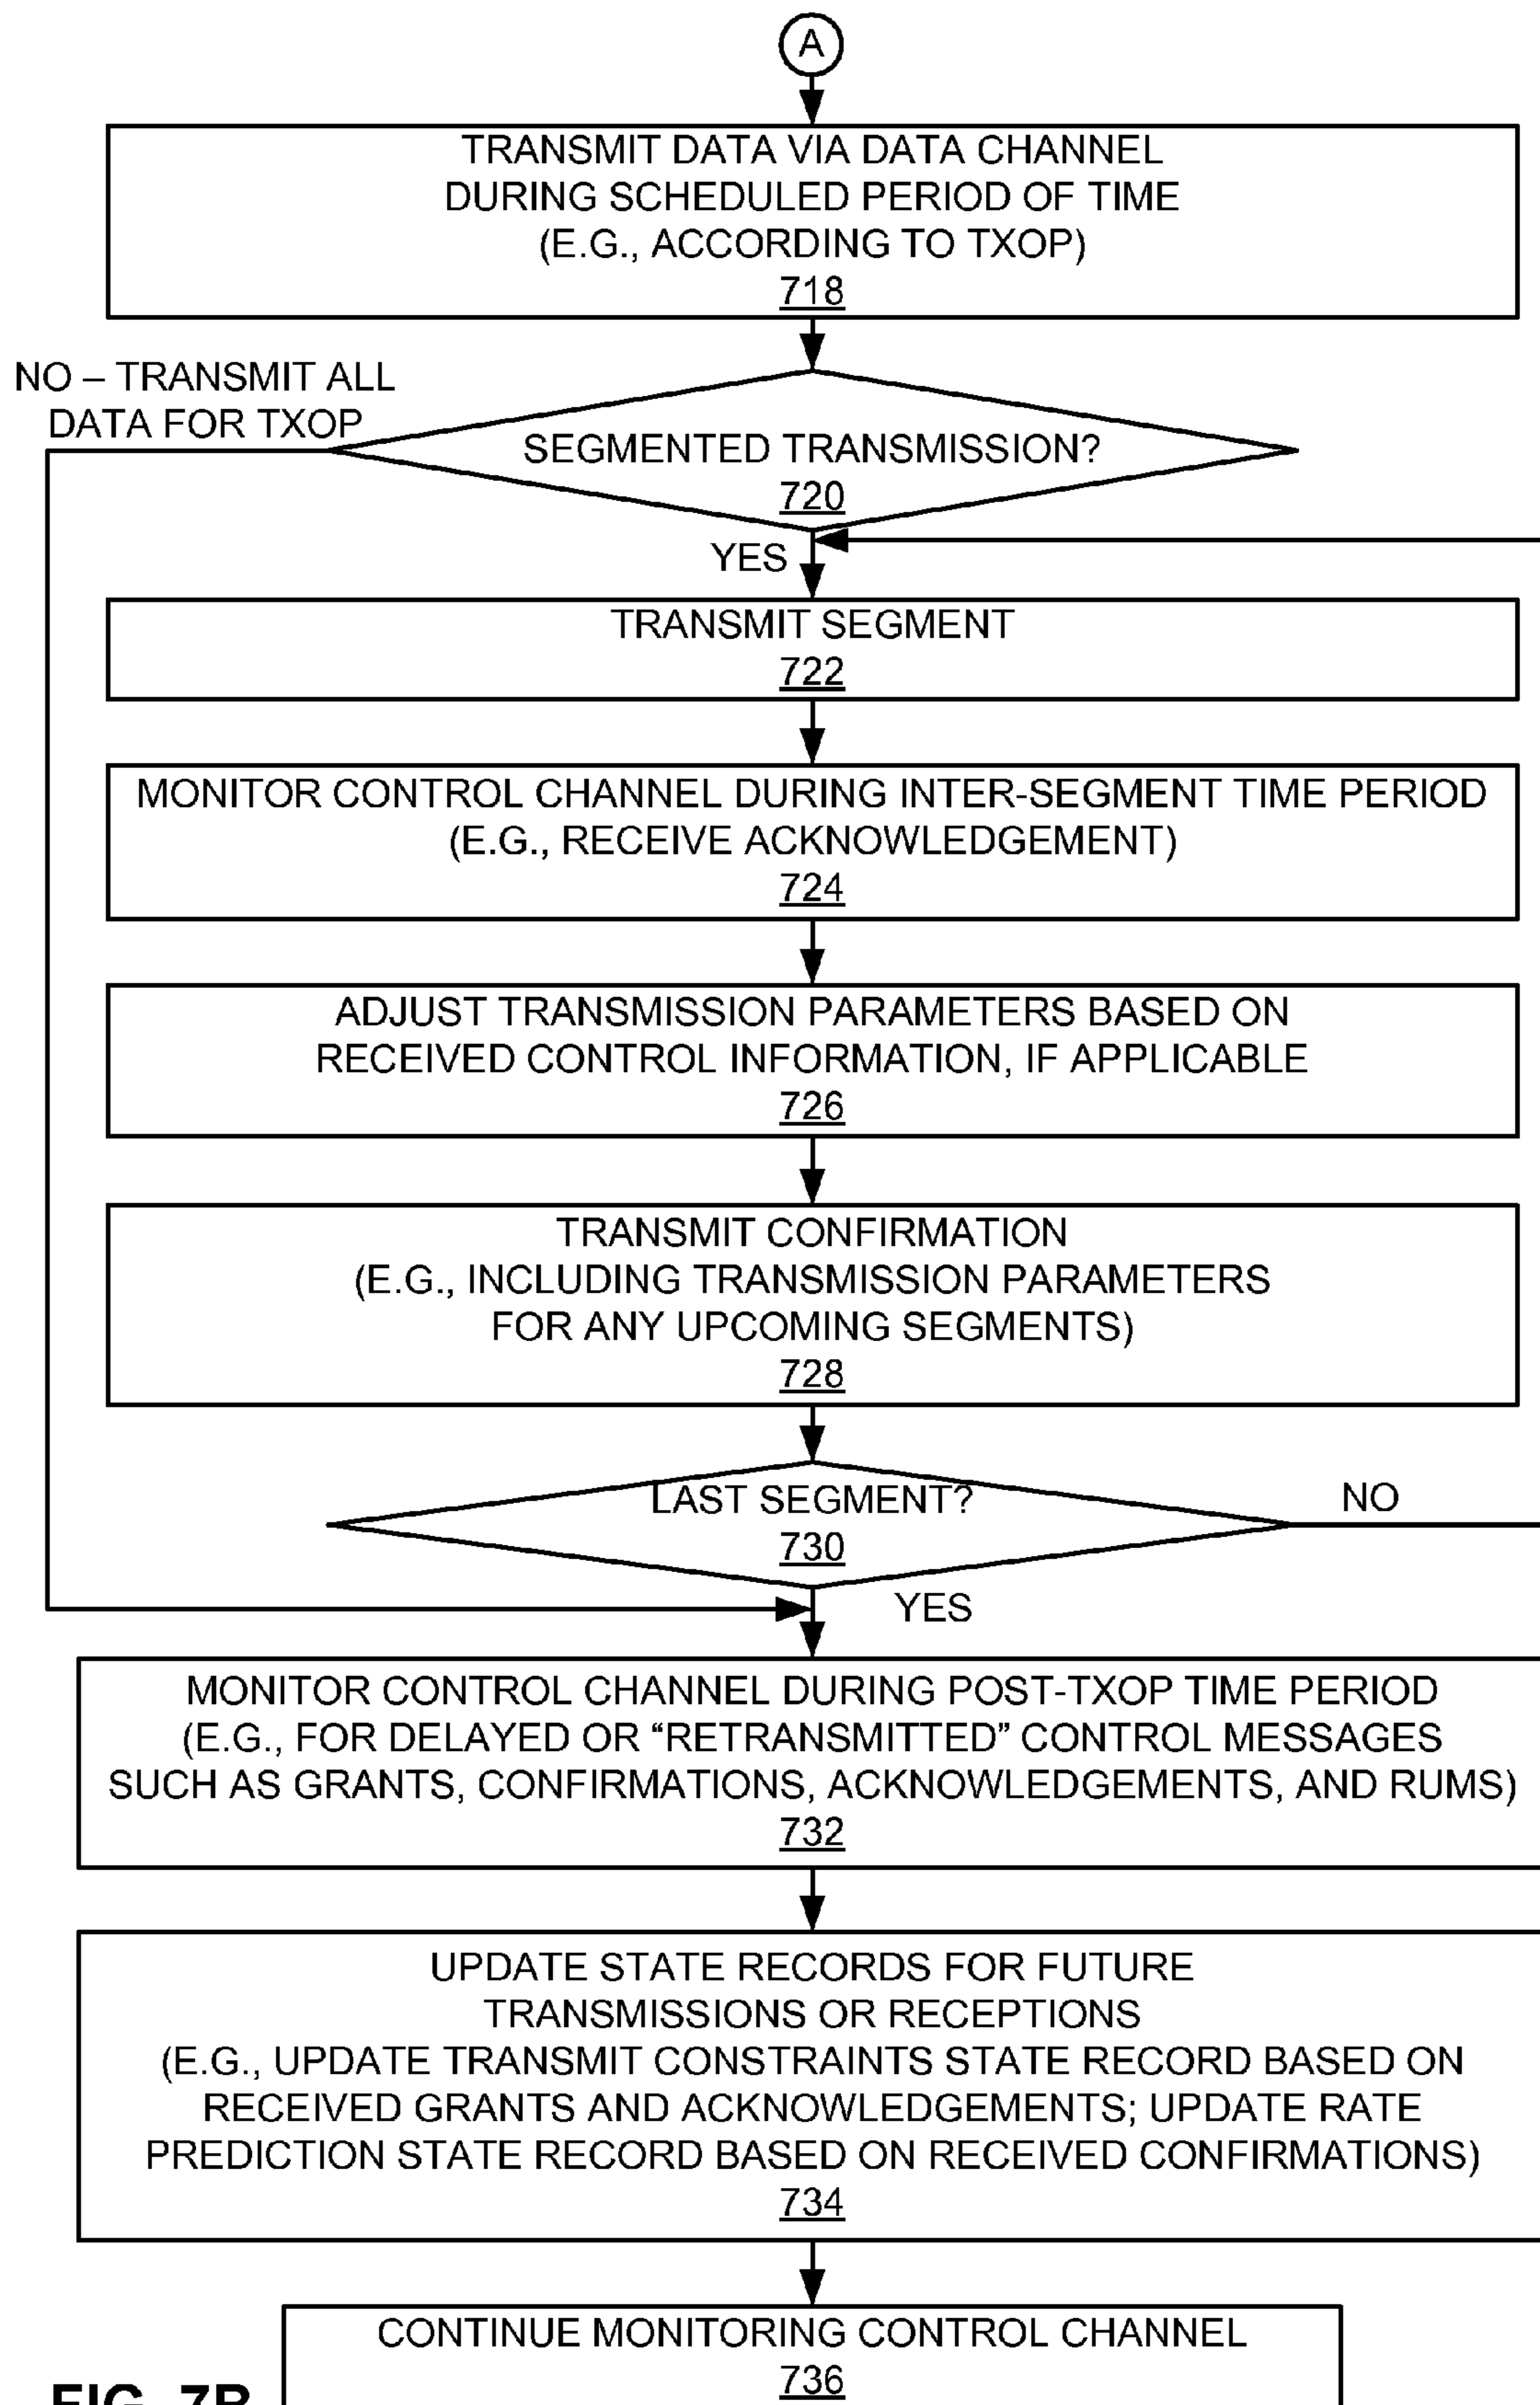 A
TRANSMIT DATA VIA DATA CHANNEL
DURING SCHEDULED PERIOD OF TIME
(E.G., ACCORDING TO TXOP)
718
NO – TRANSMIT ALL
DATA FOR TXOP
SEGMENTED TRANSMISSION?
720
YES
TRANSMIT SEGMENT
722
MONITOR CONTROL CHANNEL DURING INTER-SEGMENT TIME PERIOD
(E.G., RECEIVE ACKNOWLEDGEMENT)
724
ADJUST TRANSMISSION PARAMETERS BASED ON
RECEIVED CONTROL INFORMATION, IF APPLICABLE
726
TRANSMIT CONFIRMATION
(E.G., INCLUDING TRANSMISSION PARAMETERS
FOR ANY UPCOMING SEGMENTS)
728
LAST SEGMENT?
730
NO
YES
MONITOR CONTROL CHANNEL DURING POST-TXOP TIME PERIOD
(E.G., FOR DELAYED OR “RETRANSMITTED” CONTROL MESSAGES
SUCH AS GRANTS, CONFIRMATIONS, ACKNOWLEDGEMENTS, AND RUMS)
732
UPDATE STATE RECORDS FOR FUTURE
TRANSMISSIONS OR RECEPTIONS
(E.G., UPDATE TRANSMIT CONSTRAINTS STATE RECORD BASED ON
RECEIVED GRANTS AND ACKNOWLEDGEMENTS; UPDATE RATE
PREDICTION STATE RECORD BASED ON RECEIVED CONFIRMATIONS)
734
CONTINUE MONITORING CONTROL CHANNEL
736
FIG. 7B